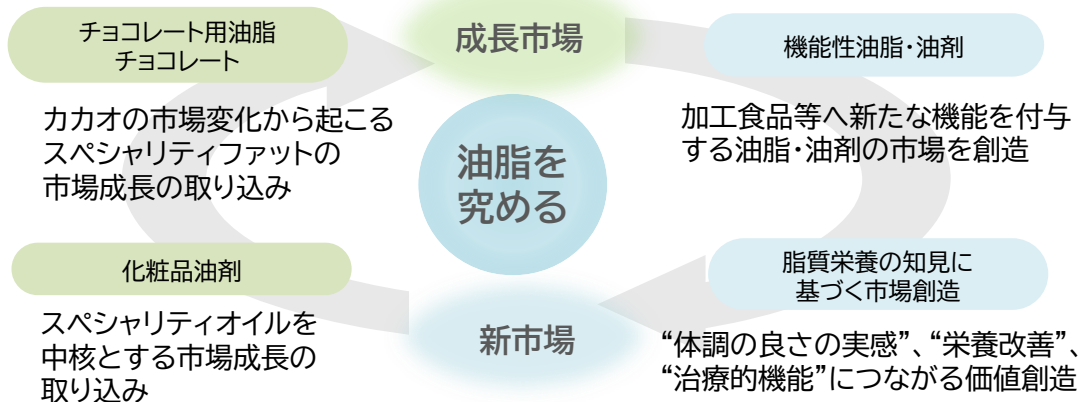 チョコレート用油脂
チョコレート
カカオの市場変化から起こる
スペシャリティファットの
市場成長の取り込み
成長市場
機能性油脂・油剤
加工食品等へ新たな機能を付与
する油脂・油剤の市場を創造
油脂を
究める
化粧品油剤
スペシャリティオイルを
中核とする市場成長の
取り込み
新市場
脂質栄養の知見に
基づく市場創造
“体調の良さの実感”、“栄養改善”、
“治療的機能”につながる価値創造